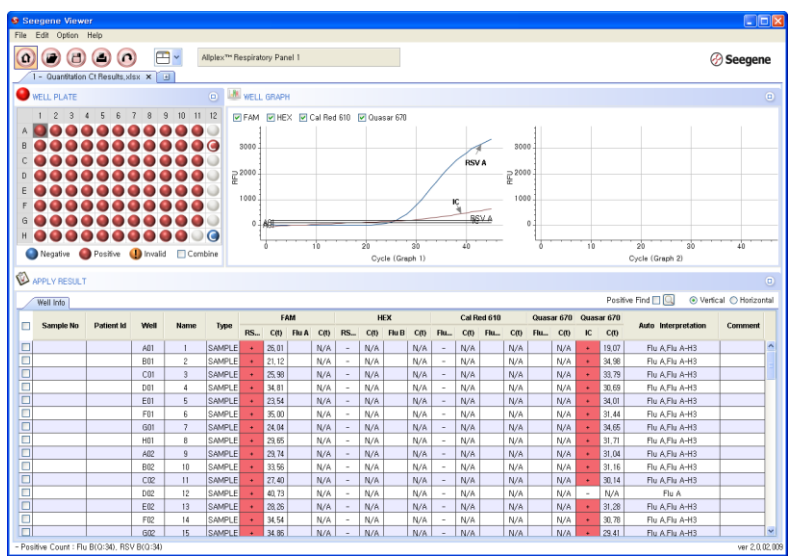 Seegene Viewer
File Edit Option Help
Allplex™ Respiratory Panel 1
Seegene
1 - Quantitation Ct Results.xlsx
WELL PLATE
WELL GRAPH
1 2 3 4 5 6 7 8 9 10 11 12
A
B
C
D
E
F
G
H
Negative Positive Invalid Combine
FAM HEX Cal Red 610 Quasar 670
3000
2000
1000
0
RFU
RSV A
IC
RSV A
0 10 20 30 40
Cycle (Graph 1)
3000
2000
1000
0
RFU
0 10 20 30 40
Cycle (Graph 2)
APPLY RESULT
Well Info
Positive Find Vertical Horizontal
Sample No Patient Id Well Name Type FAM HEX Cal Red 610 Quasar 670 Quasar 670 Auto Interpretation Comment
RS... C(t) Flu A C(t) RS... C(t) Flu B C(t) Flu... C(t) Flu... C(t) Flu... C(t) IC C(t)
A01 1 SAMPLE + 26,01 N/A - N/A N/A - N/A N/A N/A + 19,07 Flu A,Flu A-H3
B01 2 SAMPLE + 21,12 N/A - N/A N/A - N/A N/A N/A + 34,98 Flu A,Flu A-H3
C01 3 SAMPLE + 25,98 N/A - N/A N/A - N/A N/A N/A + 33,79 Flu A,Flu A-H3
D01 4 SAMPLE + 34,81 N/A - N/A N/A - N/A N/A N/A + 30,69 Flu A,Flu A-H3
E01 5 SAMPLE + 23,54 N/A - N/A N/A - N/A N/A N/A + 34,01 Flu A,Flu A-H3
F01 6 SAMPLE + 35,00 N/A - N/A N/A - N/A N/A N/A + 31,44 Flu A,Flu A-H3
G01 7 SAMPLE + 24,04 N/A - N/A N/A - N/A N/A N/A + 34,65 Flu A,Flu A-H3
H01 8 SAMPLE + 29,65 N/A - N/A N/A - N/A N/A N/A + 31,71 Flu A,Flu A-H3
A02 9 SAMPLE + 29,74 N/A - N/A N/A - N/A N/A N/A + 31,04 Flu A,Flu A-H3
B02 10 SAMPLE + 33,56 N/A - N/A N/A - N/A N/A N/A + 31,16 Flu A,Flu A-H3
C02 11 SAMPLE + 27,40 N/A - N/A N/A - N/A N/A N/A + 30,14 Flu A,Flu A-H3
D02 12 SAMPLE + 40,73 N/A - N/A N/A - N/A N/A N/A - N/A Flu A
E02 13 SAMPLE + 28,26 N/A - N/A N/A - N/A N/A N/A + 31,28 Flu A,Flu A-H3
F02 14 SAMPLE + 34,54 N/A - N/A N/A - N/A N/A N/A + 30,78 Flu A,Flu A-H3
G02 15 SAMPLE + 34,86 N/A - N/A N/A - N/A N/A N/A + 29,41 Flu A,Flu A-H3
- Positive Count : Flu B(Q:34), RSV B(Q:34)
ver 2,0,02,009